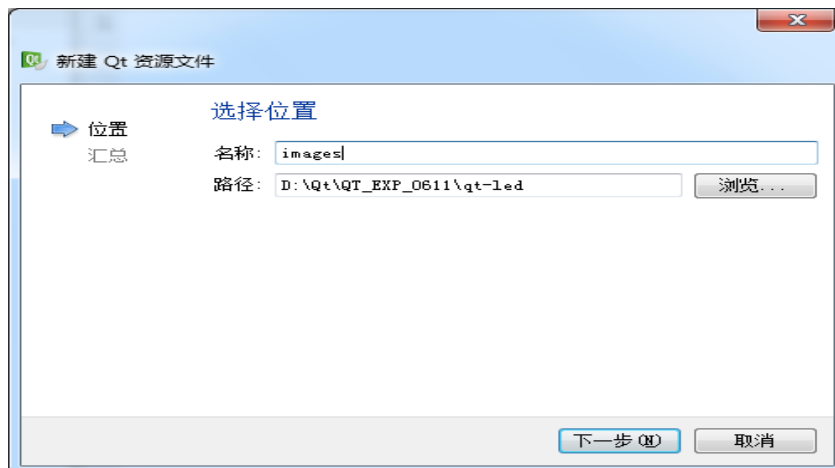 新建 Qt 资源文件
选择位置
位置
汇总
名称: images
路径: D:\Qt\QT_EXP_0611\qt-led 浏览...
下一步(N) 取消